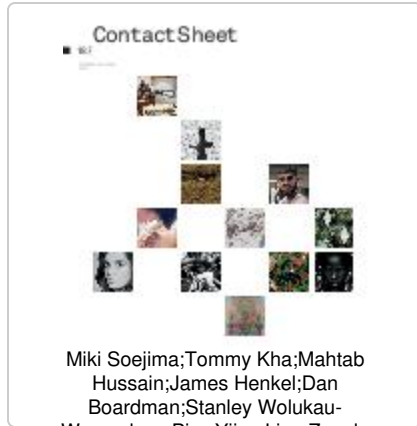 ContactSheet
Miki Soejima;Tommy Kha;Mahtab
Hussain;James Henkel;Dan
Boardman;Stanley Wolukau-